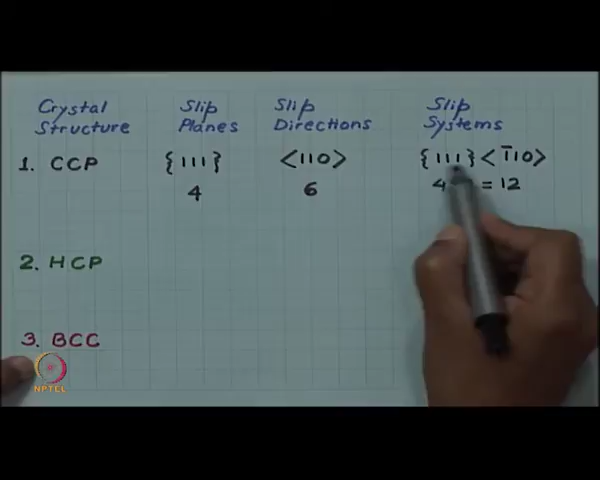 Crystal Structure Slip Planes Slip Directions Slip Systems
1. CCP {111} <110> {111}<1̅10>
4 6 4 = 12
2. HCP
3. BCC
NPTEL